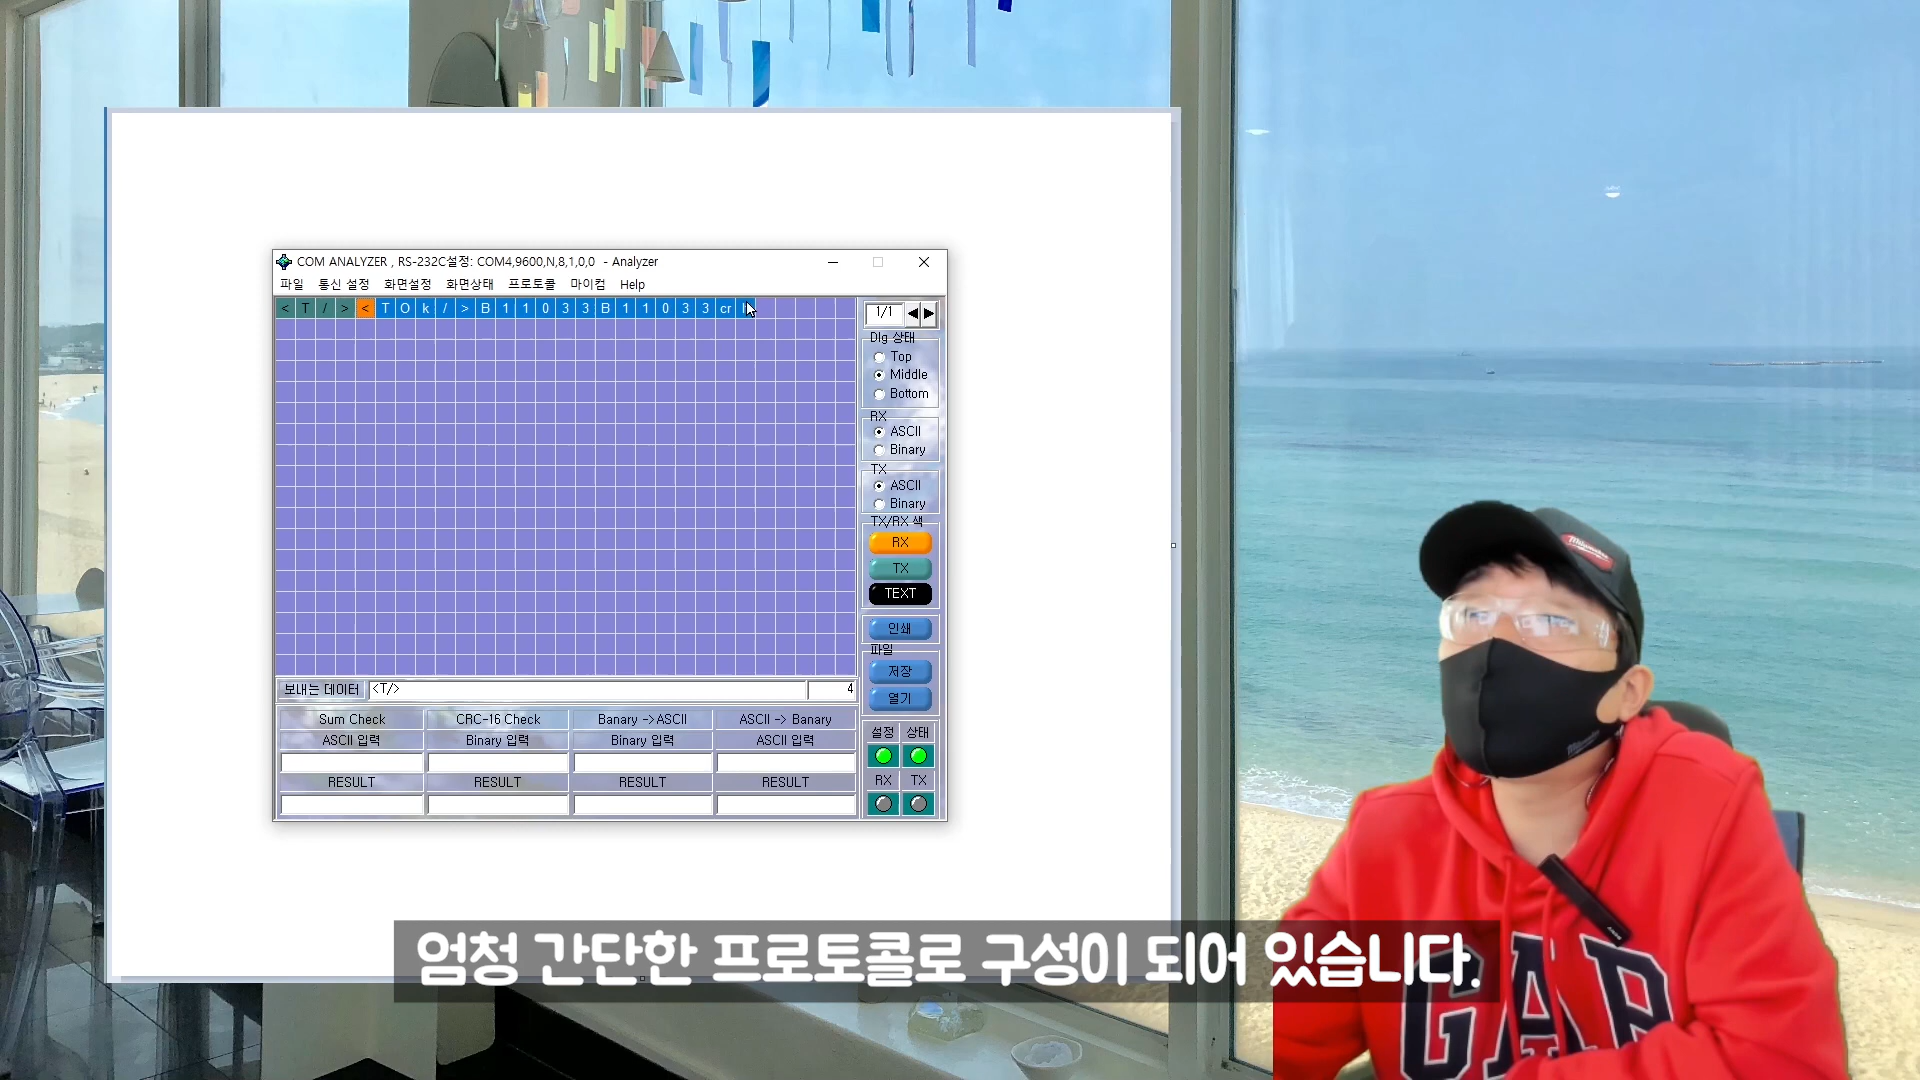 COM ANALYZER , RS-232C설정: COM4,9600,N,8,1,0,0 - Analyzer
파일 통신 설정 화면설정 화면상태 프로토콜 마이컴 Help
< T / > < T O k / > B 1 1 0 3 3 B 1 1 0 3 3 cr
1/1
Dlg 상태
Top
Middle
Bottom
RX
ASCII
Binary
TX
ASCII
Binary
TX/RX 색
RX
TX
TEXT
인쇄
파일
저장
열기
보내는 데이터 <T/> 4
Sum Check CRC-16 Check Banary ->ASCII ASCII -> Banary
ASCII 입력 Binary 입력 Binary 입력 ASCII 입력
RESULT RESULT RESULT RESULT
설정 상태
RX TX
Milwaukee
엄청 간단한 프로토콜로 구성이 되어 있습니다.
GAP